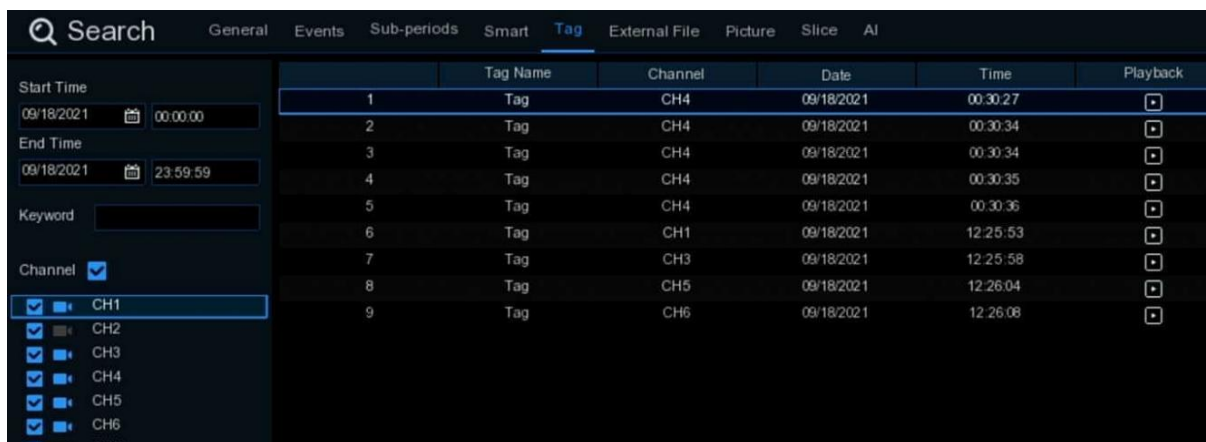 Search General Events Sub-periods Smart Tag External File Picture Slice AI
Start Time
09/18/2021 00:00:00
End Time
09/18/2021 23:59:59
Keyword
Channel
CH1
CH2
CH3
CH4
CH5
CH6
Tag Name Channel Date Time Playback
1 Tag CH4 09/18/2021 00:30:27
2 Tag CH4 09/18/2021 00:30:34
3 Tag CH4 09/18/2021 00:30:34
4 Tag CH4 09/18/2021 00:30:35
5 Tag CH4 09/18/2021 00:30:36
6 Tag CH1 09/18/2021 12:25:53
7 Tag CH3 09/18/2021 12:25:58
8 Tag CH5 09/18/2021 12:26:04
9 Tag CH6 09/18/2021 12:26:08